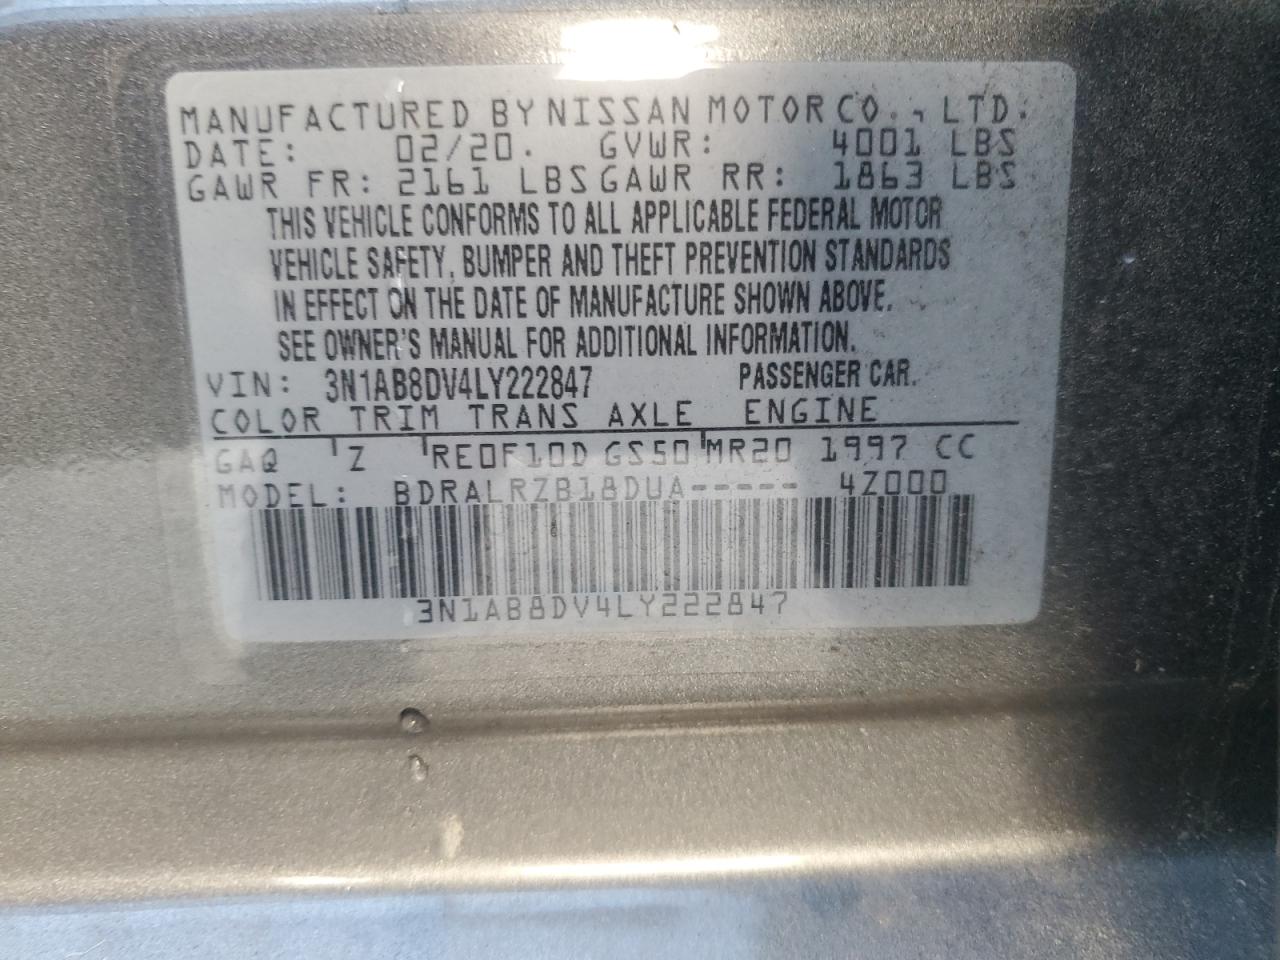 MANUFACTURED BY NISSAN MOTOR CO., LTD.
DATE: 02/20. GVWR: 4001 LBS
GAWR FR: 2161 LBS GAWR RR: 1863 LBS
THIS VEHICLE CONFORMS TO ALL APPLICABLE FEDERAL MOTOR
VEHICLE SAFETY, BUMPER AND THEFT PREVENTION STANDARDS
IN EFFECT ON THE DATE OF MANUFACTURE SHOWN ABOVE.
SEE OWNER'S MANUAL FOR ADDITIONAL INFORMATION.
VIN: 3N1AB8DV4LY222847 PASSENGER CAR.
COLOR TRIM TRANS AXLE ENGINE
GAQ Z RE0F10D GS50 MR20 1997 CC
MODEL: BDRALRZB18DUA----- 4Z000
3N1AB8DV4LY222847